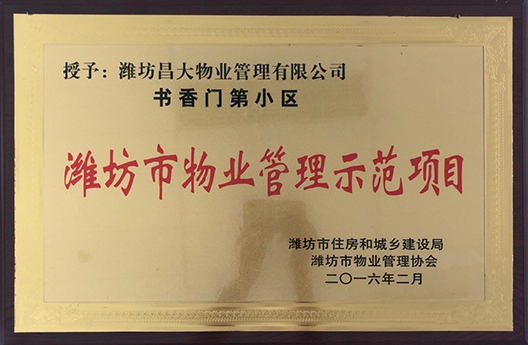 授予：潍坊昌大物业管理有限公司
书香门第小区
潍坊市物业管理示范项目
潍坊市住房和城乡建设局
潍坊市物业管理协会
二〇一六年二月